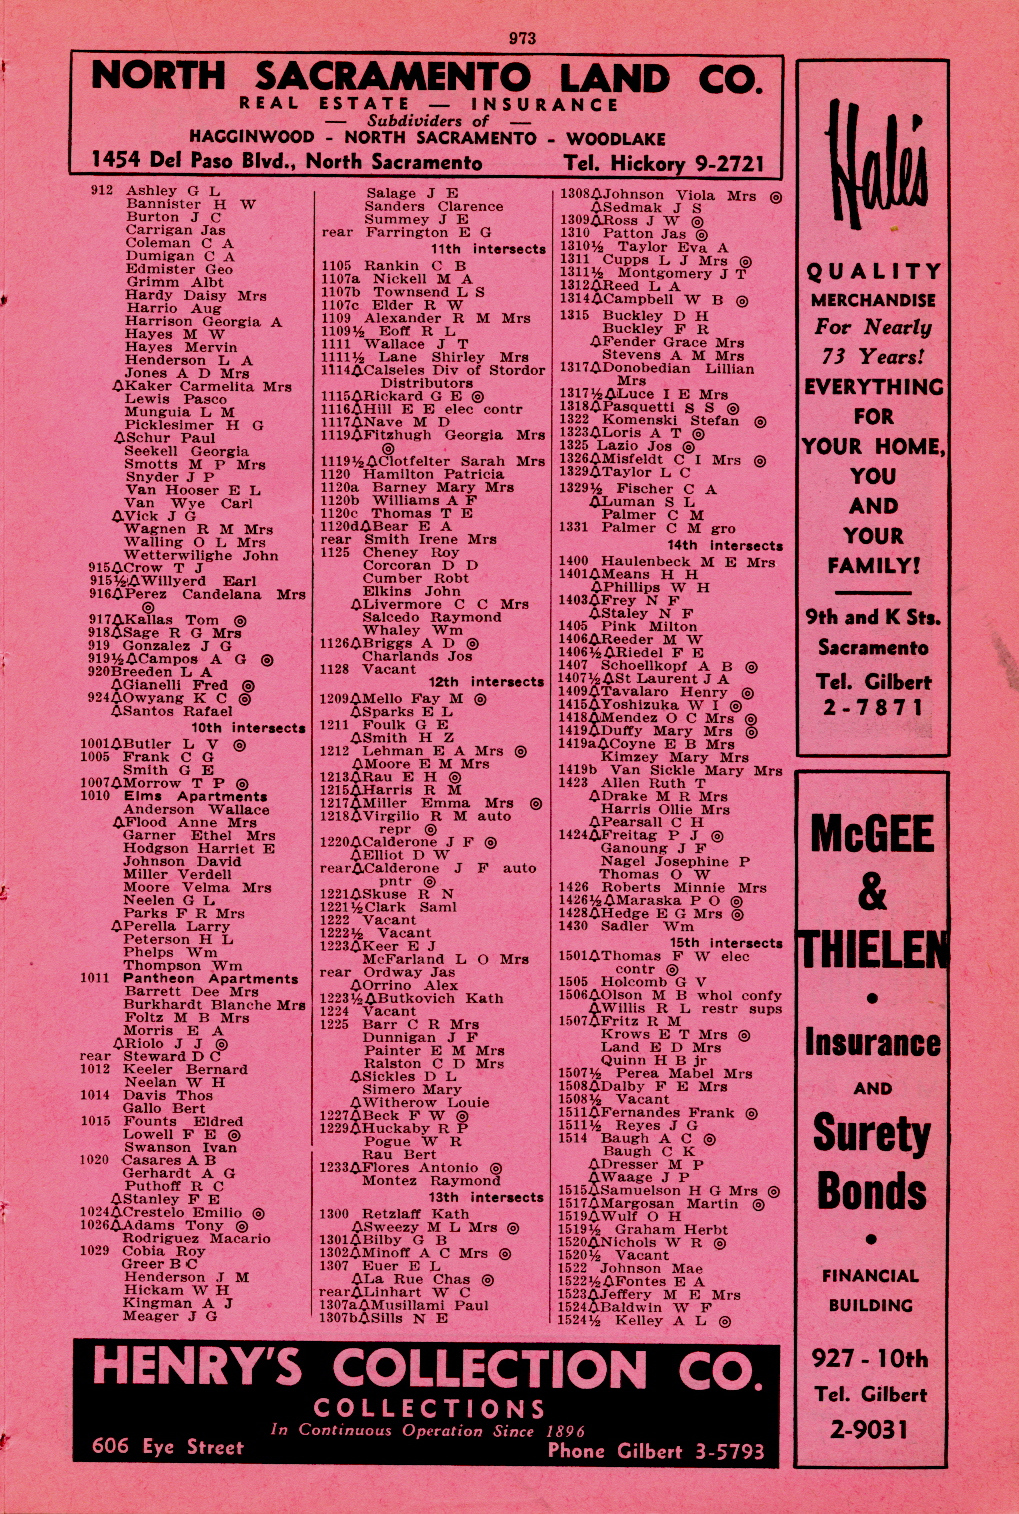 973
NORTH SACRAMENTO LAND CO.
REAL ESTATE — INSURANCE
— Subdividers of —
HAGGINWOOD - NORTH SACRAMENTO - WOODLAKE
1454 Del Paso Blvd., North Sacramento Tel. Hickory 9-2721
912 Ashley G L
Bannister H W
Burton J C
Carrigan Jas
Coleman C A
Dumigan C A
Edmister Geo
Grimm Albt
Hardy Daisy Mrs
Harrio Aug
Harrison Georgia A
Hayes M W
Hayes Mervin
Henderson L A
Jones A D Mrs
△Kaker Carmelita Mrs
Lewis Pasco
Munguia L M
Picklesimer H G
△Schur Paul
Seekell Georgia
Smotts M P Mrs
Snyder J P
Van Hooser E L
Van Wye Carl
△Vick J G
Wagnen R M Mrs
Walling O L Mrs
Wetterwilighe John
915△Crow T J
915½△Willyerd Earl
916△Perez Candelana Mrs
◎
917△Kallas Tom ◎
918△Sage R G Mrs
919 Gonzalez J G
919½△Campos A G ◎
920Breeden L A
△Gianelli Fred ◎
924△Owyang K C ◎
△Santos Rafael
10th intersects
1001△Butler L V ◎
1005 Frank C G
Smith G E
1007△Morrow T P ◎
1010 Elms Apartments
Anderson Wallace
△Flood Anne Mrs
Garner Ethel Mrs
Hodgson Harriet E
Johnson David
Miller Verdell
Moore Velma Mrs
Neelen G L
Parks F R Mrs
△Perella Larry
Peterson H L
Phelps Wm
Thompson Wm
1011 Pantheon Apartments
Barrett Dee Mrs
Burkhardt Blanche Mrs
Foltz M B Mrs
Morris E A
△Riolo J J ◎
rear Steward D C
1012 Keeler Bernard
Neelan W H
1014 Davis Thos
Gallo Bert
1015 Founts Eldred
Lowell F E ◎
Swanson Ivan
1020 Casares A B
Gerhardt A G
Puthoff R C
△Stanley F E
1024△Crestelo Emilio ◎
1026△Adams Tony ◎
Rodriguez Macario
1029 Cobia Roy
Greer B C
Henderson J M
Hickam W H
Kingman A J
Meager J G
Salage J E
Sanders Clarence
Summey J E
rear Farrington E G
11th intersects
1105 Rankin C B
1107a Nickell M A
1107b Townsend L S
1107c Elder R W
1109 Alexander R M Mrs
1109½ Eoff R L
1111 Wallace J T
1111½ Lane Shirley Mrs
1114△Calseles Div of Stordor
Distributors
1115△Rickard G E ◎
1116△Hill E E elec contr
1117△Nave M D
1119△Fitzhugh Georgia Mrs
◎
1119½△Clotfelter Sarah Mrs
1120 Hamilton Patricia
1120a Barney Mary Mrs
1120b Williams A F
1120c Thomas T E
1120d△Bear E A
rear Smith Irene Mrs
1125 Cheney Roy
Corcoran D D
Cumber Robt
Elkins John
△Livermore C C Mrs
Salcedo Raymond
Whaley Wm
1126△Briggs A D ◎
Charlands Jos
1128 Vacant
12th intersects
1209△Mello Fay M ◎
△Sparks E L
1211 Foulk G E
△Smith H Z
1212 Lehman E A Mrs ◎
△Moore E M Mrs
1213△Rau E H ◎
1215△Harris R M
1217△Miller Emma Mrs ◎
1218△Virgilio R M auto
repr ◎
1220△Calderone J F ◎
△Elliot D W
rear△Calderone J F auto
pntr ◎
1221△Skuse R N
1221½Clark Saml
1222 Vacant
1222½ Vacant
1223△Keer E J
McFarland L O Mrs
rear Ordway Jas
△Orrino Alex
1223½△Butkovich Kath
1224 Vacant
1225 Barr C R Mrs
Dunnigan J F
Painter E M Mrs
Ralston C D Mrs
△Sickles D L
Simero Mary
△Witherow Louie
1227△Beck F W ◎
1229△Huckaby R P
Pogue W R
Rau Bert
1233△Flores Antonio ◎
Montez Raymond
13th intersects
1300 Retzlaff Kath
△Sweezy M L Mrs ◎
1301△Bilby G B
1302△Minoff A C Mrs ◎
1307 Euer E L
△La Rue Chas ◎
rear△Linhart W C
1307a△Musillami Paul
1307b△Sills N E
1308△Johnson Viola Mrs ◎
△Sedmak J S
1309△Ross J W ◎
1310 Patton Jas ◎
1310½ Taylor Eva A
1311 Cupps L J Mrs ◎
1311½ Montgomery J T
1312△Reed L A
1314△Campbell W B ◎
1315 Buckley D H
Buckley F R
△Fender Grace Mrs
Stevens A M Mrs
1317△Donobedian Lillian
Mrs
1317½△Luce I E Mrs
1318△Pasquetti S S ◎
1322 Komenski Stefan ◎
1323△Loris A T ◎
1325 Lazio Jos ◎
1326△Misfeldt C I Mrs ◎
1329△Taylor L C
1329½ Fischer C A
△Luman S L
Palmer C M
1331 Palmer C M gro
14th intersects
1400 Haulenbeck M E Mrs
1401△Means H H
△Phillips W H
1403△Frey N F
△Staley N F
1405 Pink Milton
1406△Reeder M W
1406½△Riedel F E
1407 Schoellkopf A B ◎
1407½△St Laurent J A
1409△Tavalaro Henry ◎
1415△Yoshizuka W I ◎
1418△Mendez O C Mrs ◎
1419△Duffy Mary Mrs ◎
1419a△Coyne E B Mrs
Kimzey Mary Mrs
1419b Van Sickle Mary Mrs
1423 Allen Ruth T
△Drake M R Mrs
Harris Ollie Mrs
△Pearsall C H
1424△Freitag P J ◎
Ganoung J F
Nagel Josephine P
Thomas O W
1426 Roberts Minnie Mrs
1426½△Maraska P O ◎
1428△Hedge E G Mrs ◎
1430 Sadler Wm
15th intersects
1501△Thomas F W elec
contr ◎
1505 Holcomb G V
1506△Olson M B whol confy
△Willis R L restr sups
1507△Fritz R M
Krows E T Mrs ◎
Land E D Mrs
Quinn H B jr
1507½ Perea Mabel Mrs
1508△Dalby F E Mrs
1508½ Vacant
1511△Fernandes Frank ◎
1511½ Reyes J G
1514 Baugh A C ◎
Baugh C K
△Dresser M P
△Waage J P
1515△Samuelson H G Mrs ◎
1517△Margosan Martin ◎
1519△Wulf O H
1519½ Graham Herbt
1520△Nichols W R ◎
1520½ Vacant
1522 Johnson Mae
1522½△Fontes E A
1523△Jeffery M E Mrs
1524△Baldwin W F
1524½ Kelley A L ◎
Hale's
QUALITY
MERCHANDISE
For Nearly
73 Years!
EVERYTHING
FOR
YOUR HOME,
YOU
AND
YOUR
FAMILY!
9th and K Sts.
Sacramento
Tel. Gilbert
2-7871
McGEE
&
THIELEN
•
Insurance
AND
Surety
Bonds
•
FINANCIAL
BUILDING
927 - 10th
Tel. Gilbert
2-9031
HENRY'S COLLECTION CO.
COLLECTIONS
In Continuous Operation Since 1896
606 Eye Street Phone Gilbert 3-5793